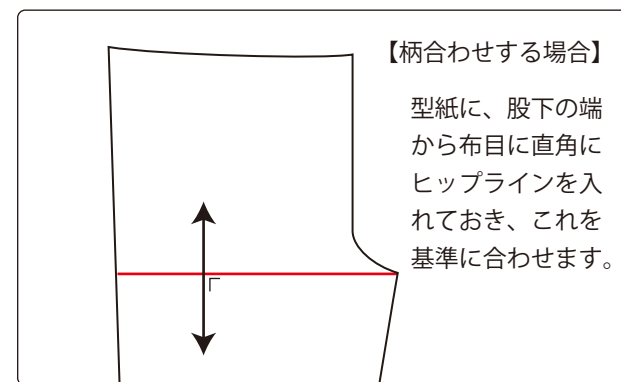 【柄合わせする場合】
型紙に、股下の端
から布目に直角に
ヒップラインを入
れておき、これを
基準に合わせます。